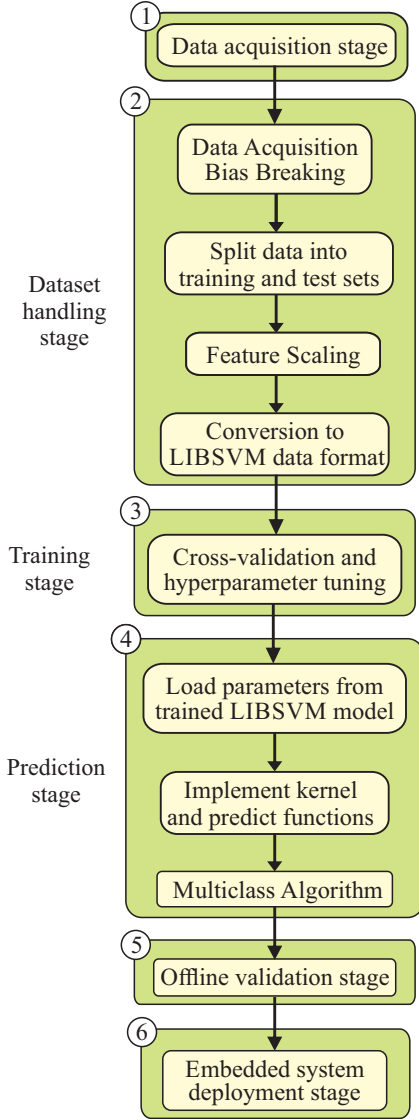 1
Data acquisition stage
2
Data Acquisition
Bias Breaking
Split data into
training and test sets
Dataset
handling
stage
Feature Scaling
Conversion to
LIBSVM data format
3
Training
stage
Cross-validation and
hyperparameter tuning
4
Load parameters from
trained LIBSVM model
Prediction
stage
Implement kernel
and predict functions
Multiclass Algorithm
5
Offline validation stage
6
Embedded system
deployment stage